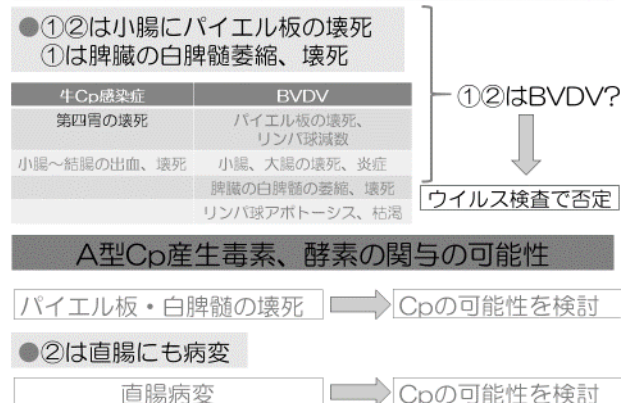 ●①②は小腸にパイエル板の壊死
①は脾臓の白脾髄萎縮、壊死
牛Cp感染症 BVDV
第四胃の壊死 パイエル板の壊死、
リンパ球減数
小腸～結腸の出血、壊死 小腸、大腸の壊死、炎症
脾臓の白脾髄の萎縮、壊死
リンパ球アポトーシス、枯渇
①②はBVDV?
ウイルス検査で否定
A型Cp産生毒素、酵素の関与の可能性
パイエル板・白脾髄の壊死 Cpの可能性を検討
●②は直腸にも病変
直腸病変 Cpの可能性を検討